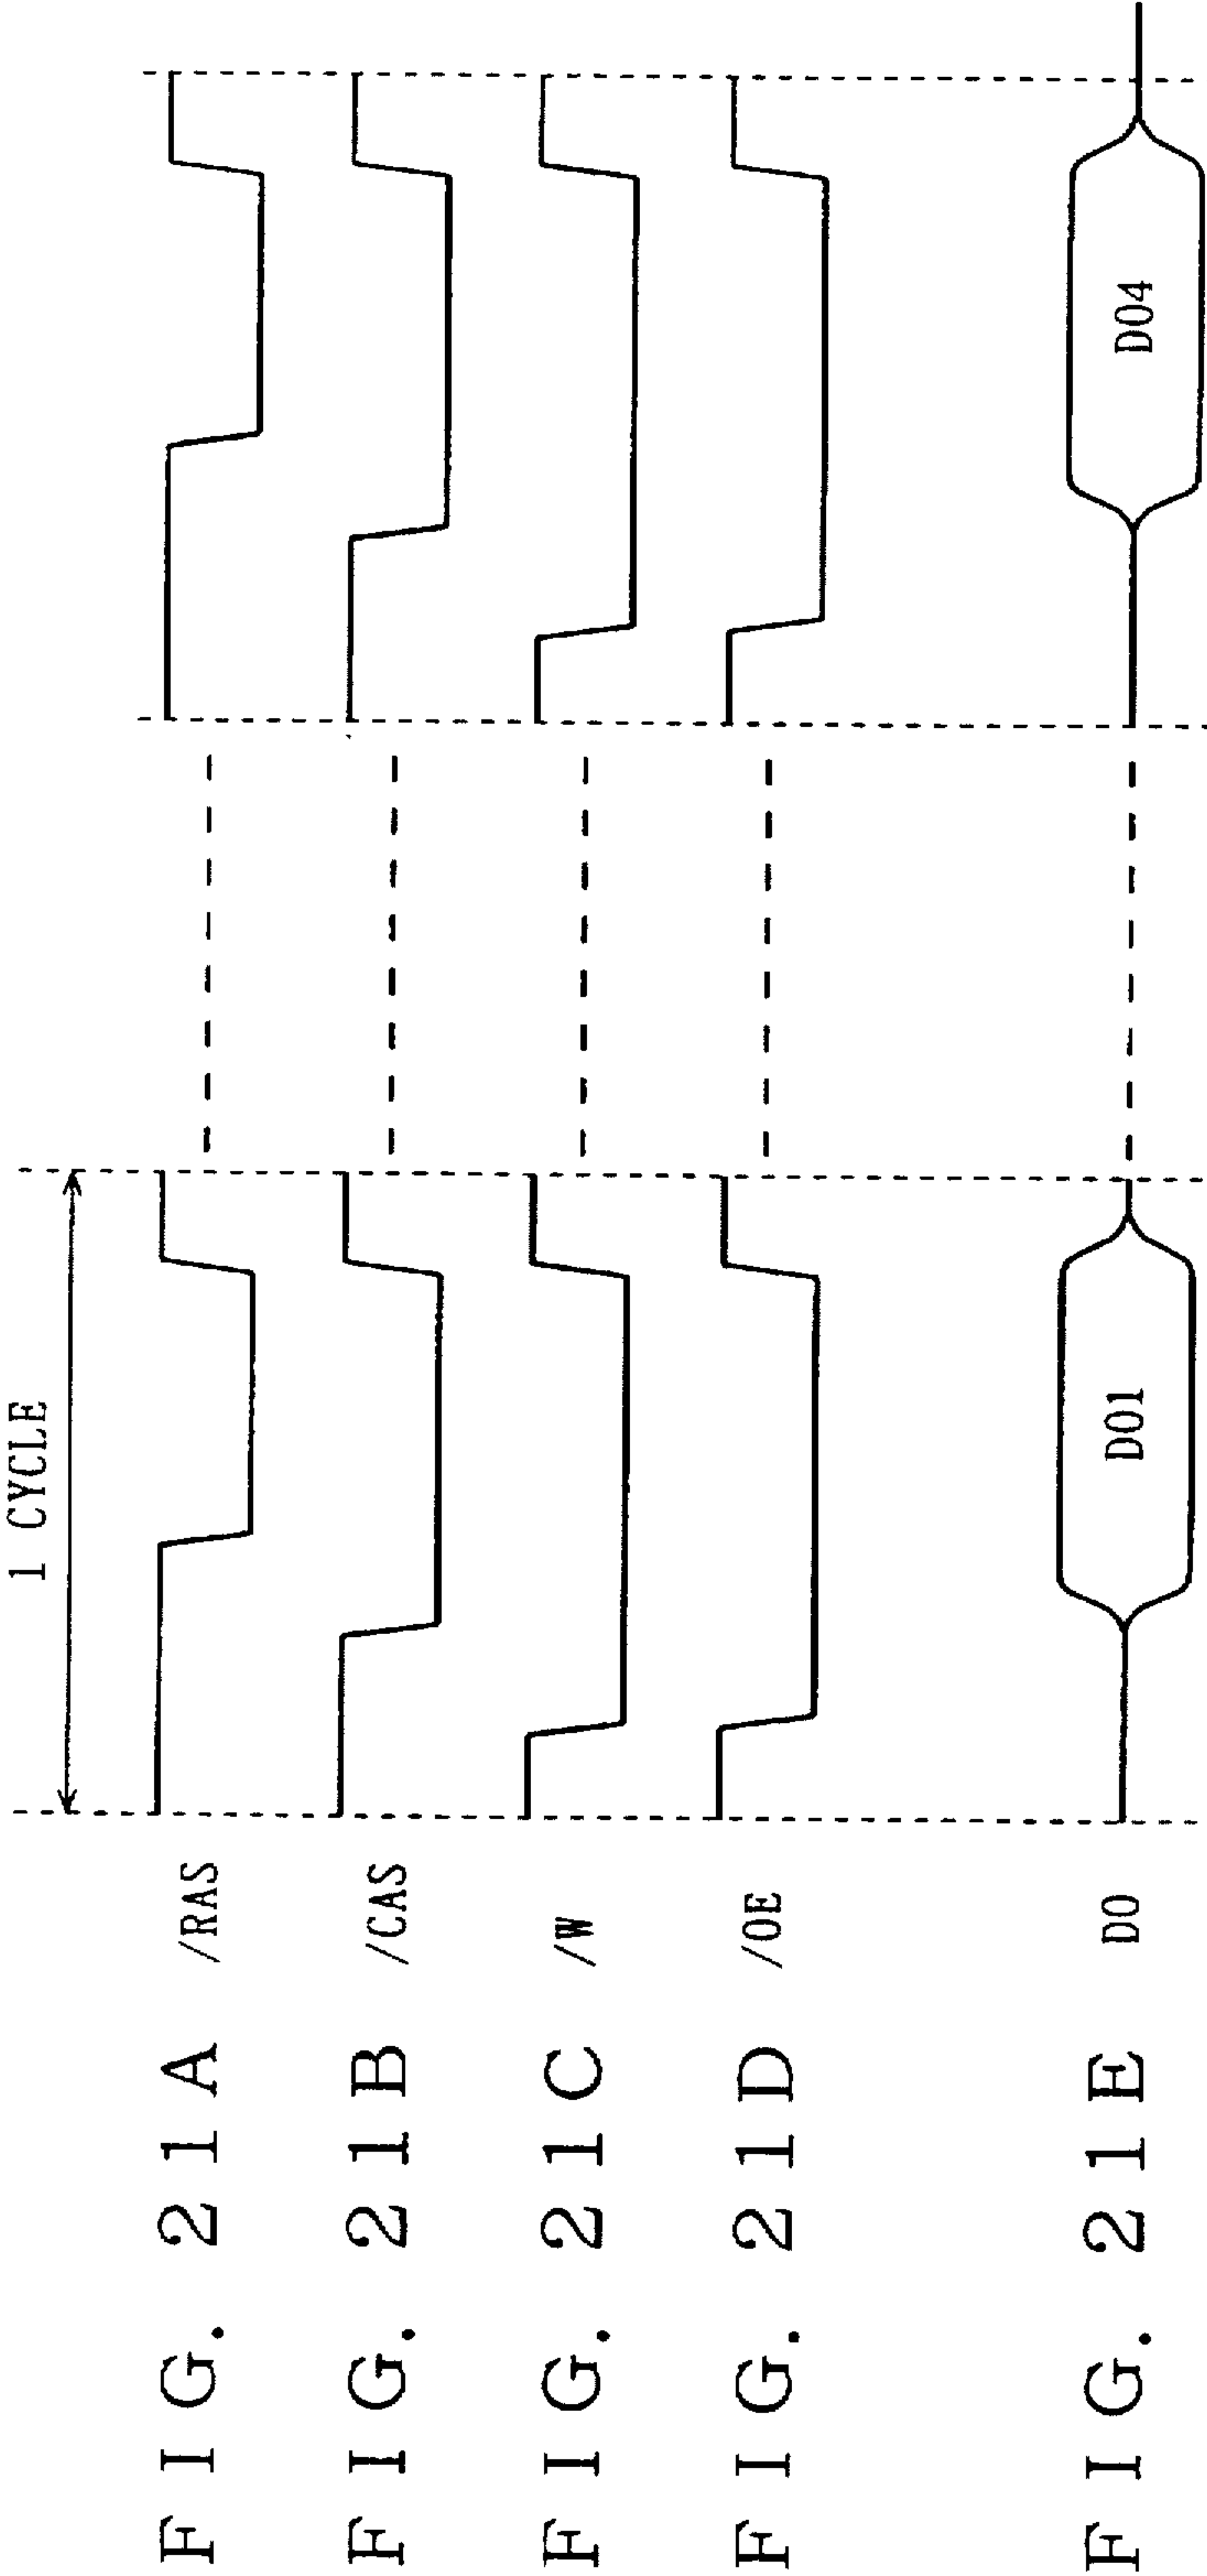 1 CYCLE
FIG. 21A /RAS
FIG. 21B /CAS
FIG. 21C /W
FIG. 21D /OE
FIG. 21E DO DO1 DO4